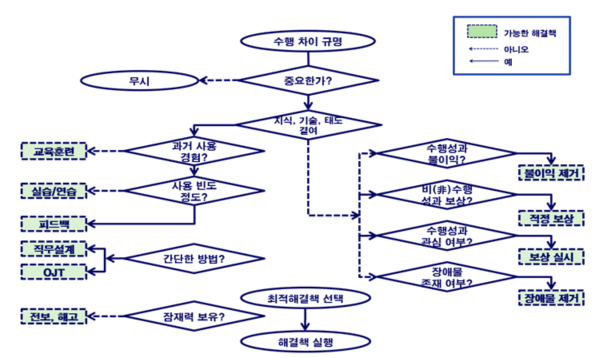 수행 차이 규명
가능한 해결책
아니오
예
무시
중요한가?
지식, 기술, 태도
결여
과거 사용
경험?
교육훈련
수행성과
불이익?
불이익 제거
사용 빈도
정도?
실습/연습
비(非)수행
성과 보상?
적정 보상
피드백
수행성과
관심 여부?
보상 실시
직무설계
OJT
간단한 방법?
장애물
존재 여부?
장애물 제거
최적해결책 선택
전보, 해고
잠재력 보유?
해결책 실행